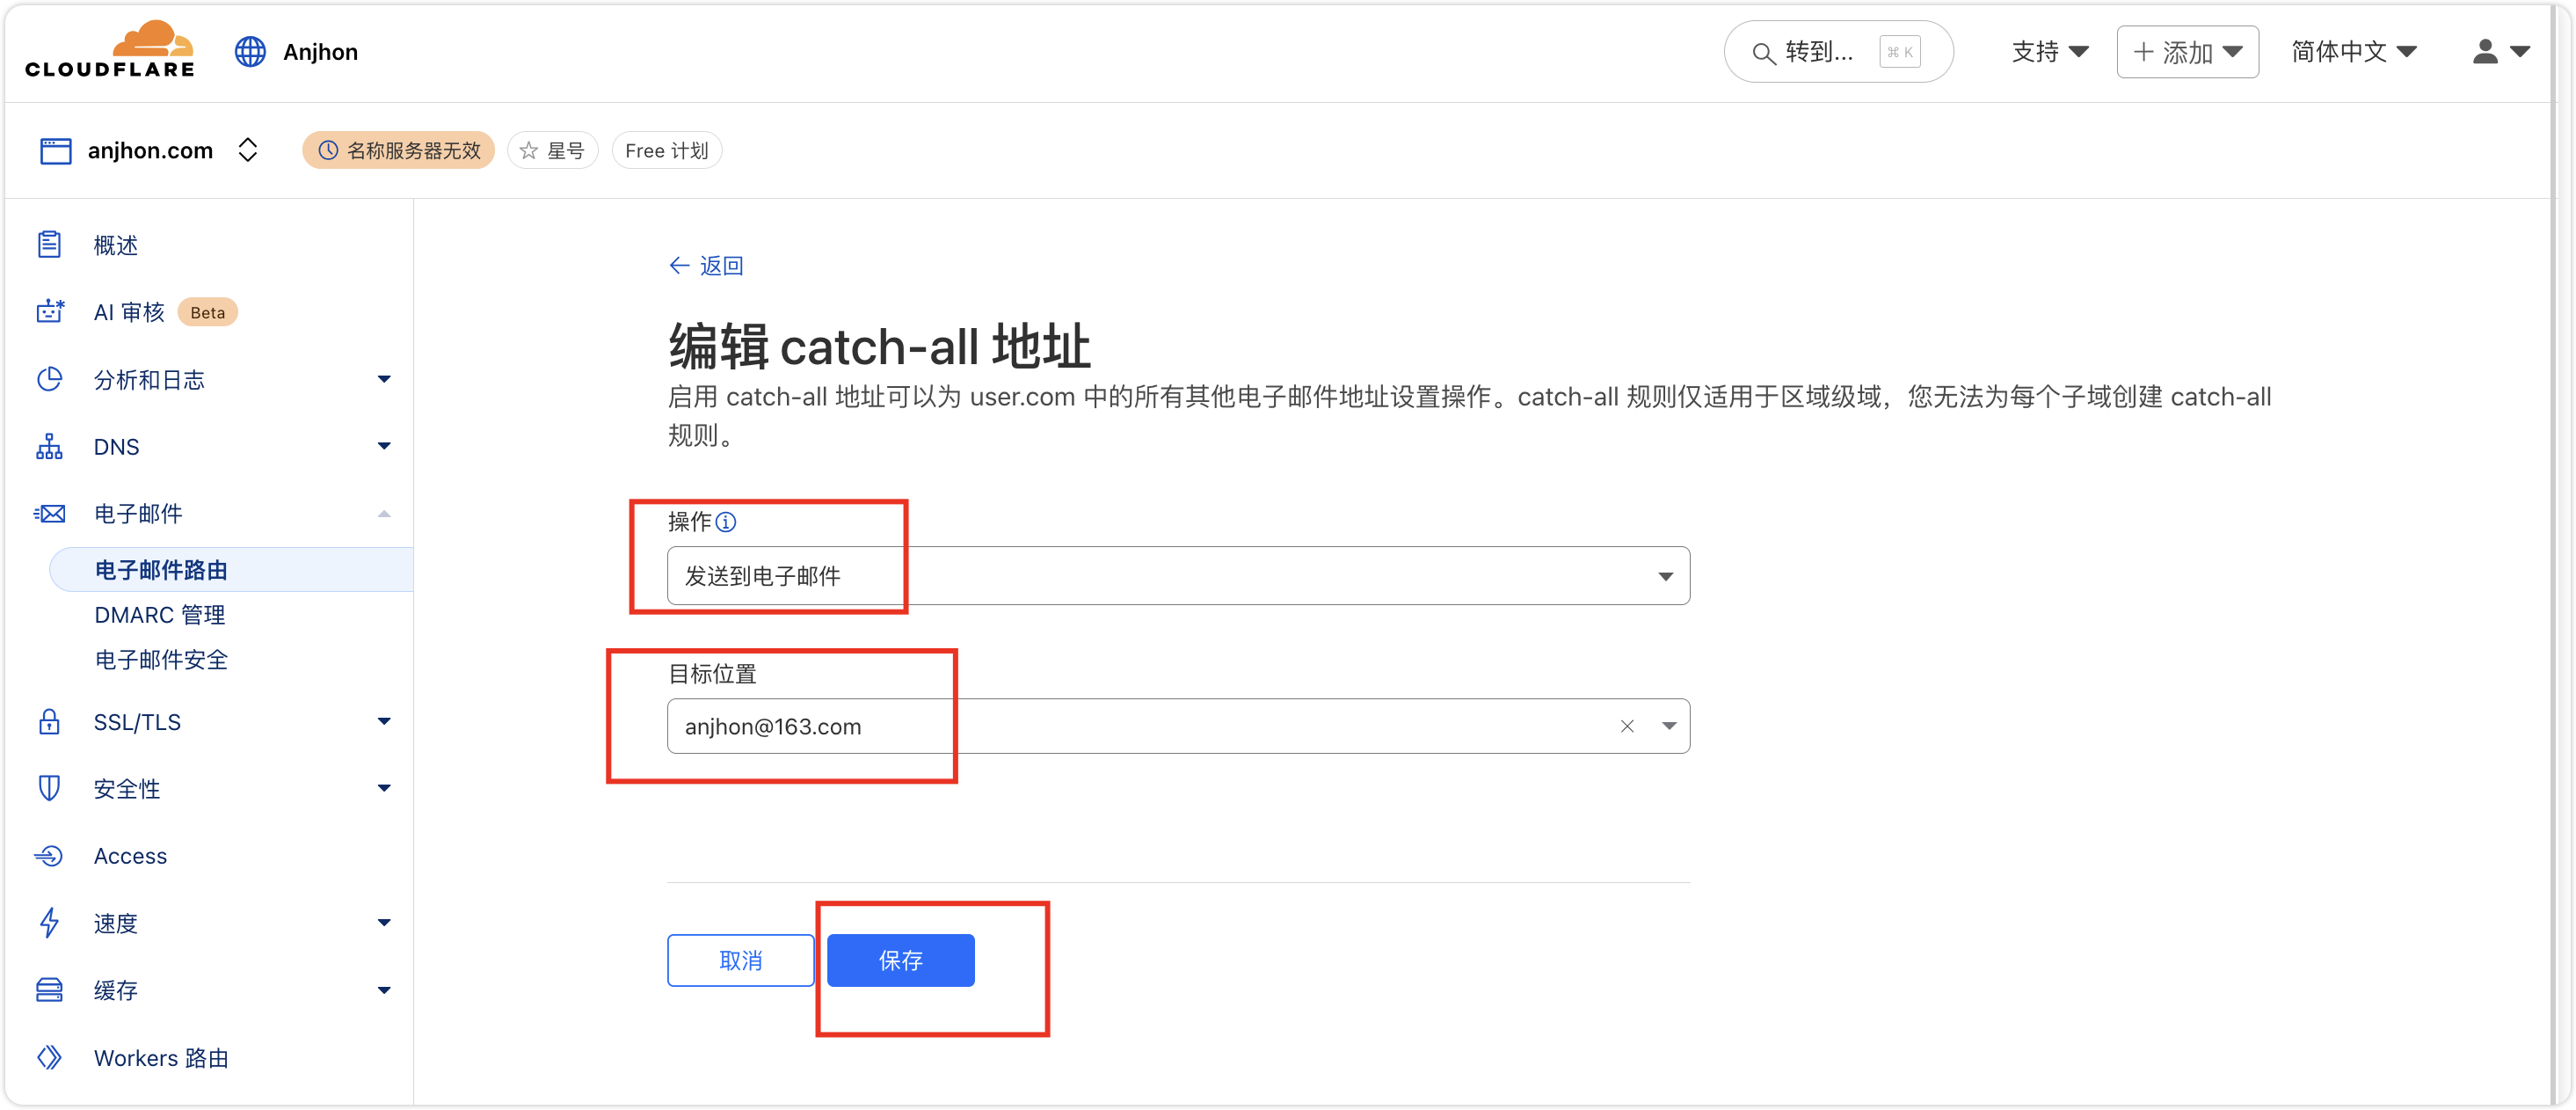 CLOUDFLARE
Anjhon
转到...
⌘ K
支持
+ 添加
简体中文
anjhon.com
名称服务器无效
星号
Free 计划
概述
AI 审核 Beta
分析和日志
DNS
电子邮件
电子邮件路由
DMARC 管理
电子邮件安全
SSL/TLS
安全性
Access
速度
缓存
Workers 路由
← 返回
编辑 catch-all 地址
启用 catch-all 地址可以为 user.com 中的所有其他电子邮件地址设置操作。catch-all 规则仅适用于区域级域，您无法为每个子域创建 catch-all
规则。
操作
发送到电子邮件
目标位置
anjhon@163.com
取消
保存